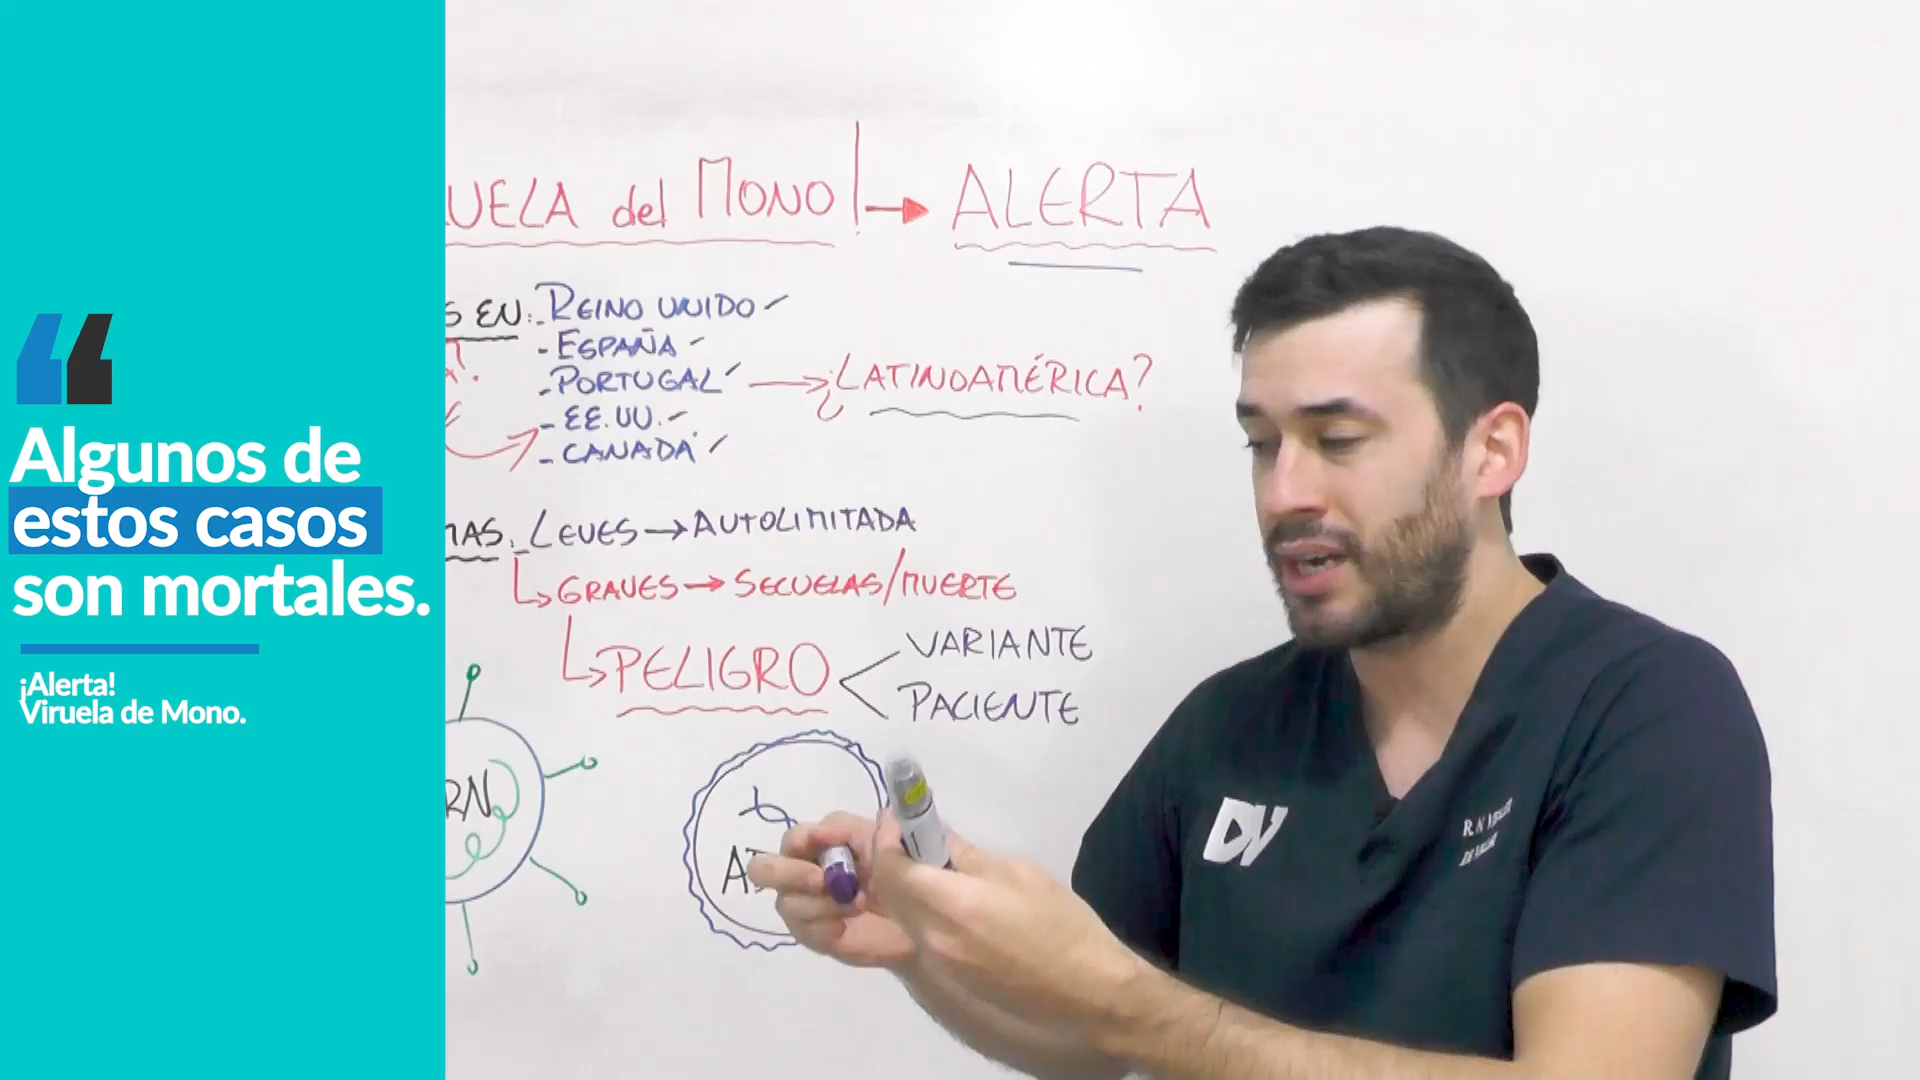 Algunos de
estos casos
son mortales.
¡Alerta!
Viruela de Mono.
UELA del MONO → ALERTA
S EN: - REINO UNIDO
- ESPAÑA
- PORTUGAL → ¿LATINOAMÉRICA?
- EE.UU.
- CANADÁ
MAS: LEVES → AUTOLIMITADA
GRAVES → SECUELAS/MUERTE
PELIGRO
VARIANTE
PACIENTE
RN
DV